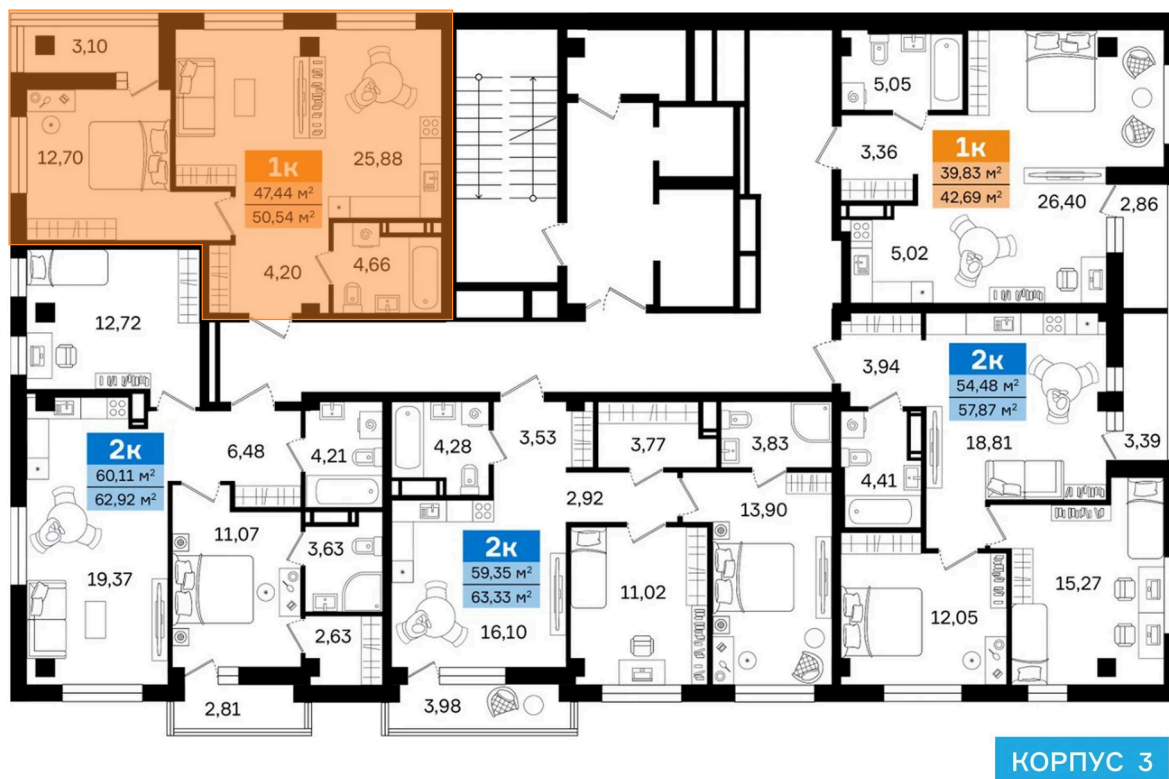 3,10
12,70
1к
47,44 м²
50,54 м²
25,88
4,20
4,66
5,05
3,36
1к
39,83 м²
42,69 м²
26,40
2,86
5,02
12,72
2к
60,11 м²
62,92 м²
6,48
4,21
11,07
3,63
19,37
2,63
2,81
4,28
3,53
3,77
3,83
2,92
13,90
2к
59,35 м²
63,33 м²
11,02
16,10
3,98
3,94
2к
54,48 м²
57,87 м²
18,81
3,39
4,41
15,27
12,05
КОРПУС 3